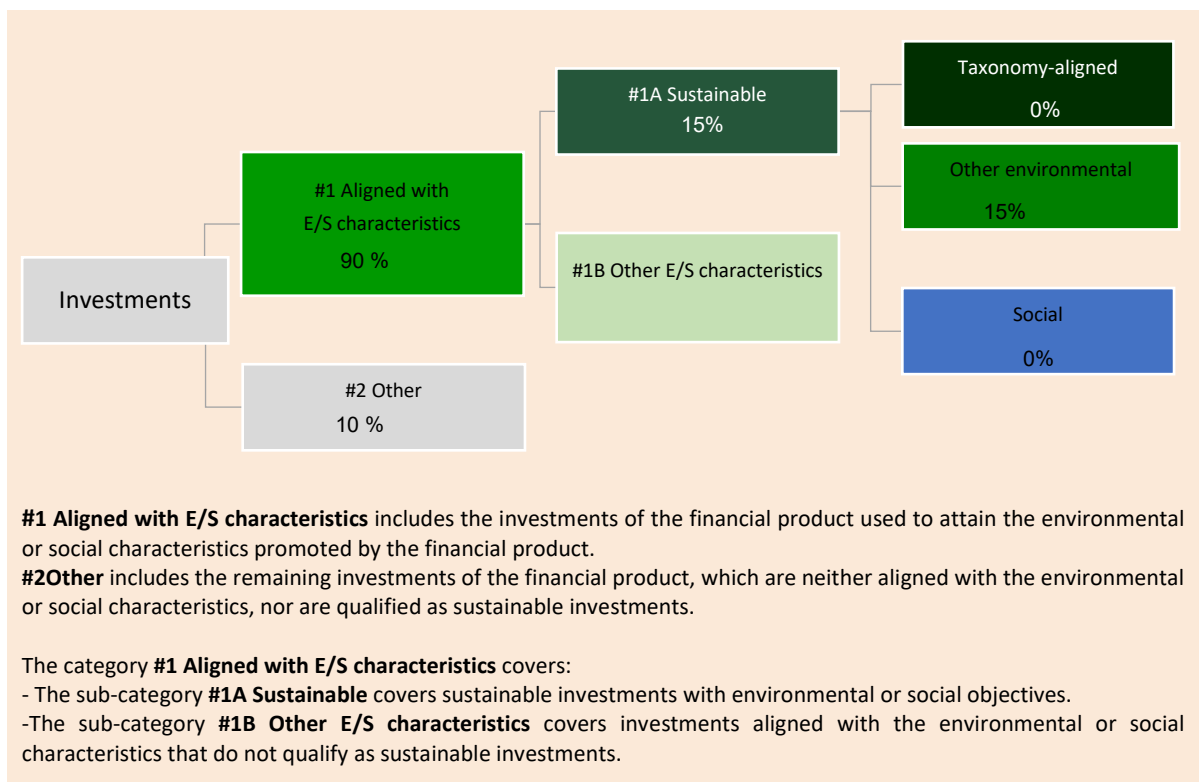 Investments
#1 Aligned with
E/S characteristics
90 %
#2 Other
10 %
#1A Sustainable
15%
#1B Other E/S characteristics
Taxonomy-aligned
0%
Other environmental
15%
Social
0%
#1 Aligned with E/S characteristics includes the investments of the financial product used to attain the environmental
or social characteristics promoted by the financial product.
#2Other includes the remaining investments of the financial product, which are neither aligned with the environmental
or social characteristics, nor are qualified as sustainable investments.
The category #1 Aligned with E/S characteristics covers:
- The sub-category #1A Sustainable covers sustainable investments with environmental or social objectives.
-The sub-category #1B Other E/S characteristics covers investments aligned with the environmental or social
characteristics that do not qualify as sustainable investments.